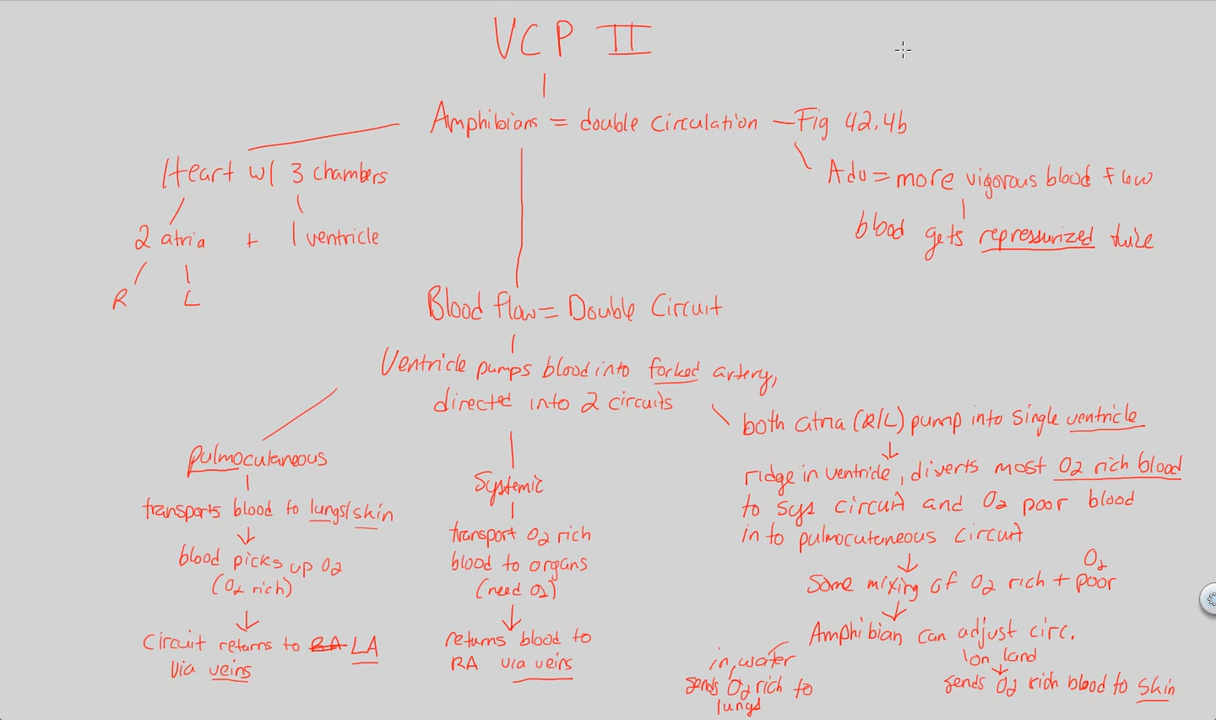 VCP II
Amphibians = double circulation — Fig 42.4b
Heart w/ 3 chambers
2 atria + 1 ventricle
R L
Adv = more vigorous blood flow
blood gets repressurized
Blood flow = Double Circuit
Ventricle pumps blood into forked artery,
directed into 2 circuits
pulmocutaneous
transports blood to lungs/skin
blood picks up O2
(O2 rich)
Circuit returns to RA LA
via veins
Systemic
transport O2 rich
blood to organs
(need O2)
returns blood to
RA via veins
both atria (R/L) pump into single ventricle
ridge in ventricle, diverts most O2 rich blood
to sys circuit and O2 poor blood
in to pulmocutaneous circuit
Some mixing of O2 rich + O2 poor
Amphibian can adjust circ.
in water
sends O2 rich to
lungs
on land
sends O2 rich blood to skin